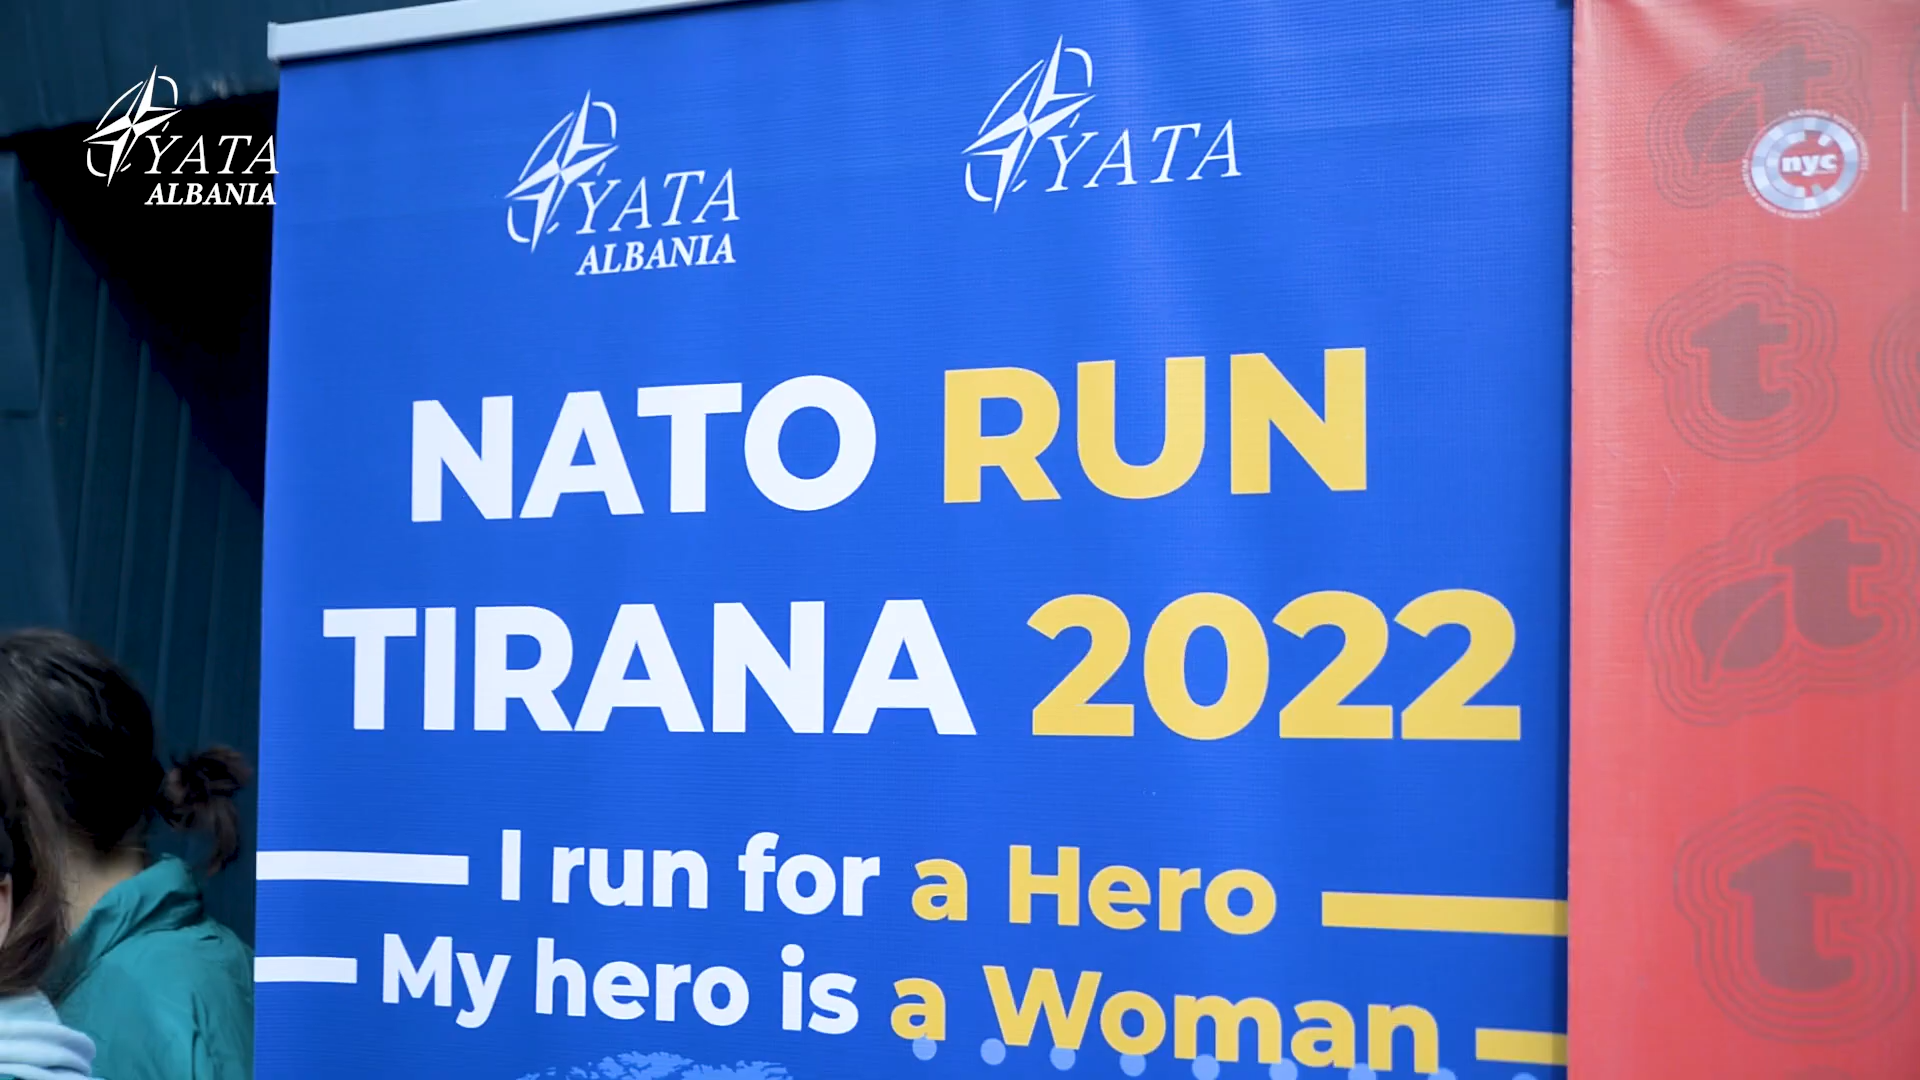 YATA
ALBANIA
YATA
ALBANIA
YATA
nyc
NATO RUN
TIRANA 2022
I run for a Hero
My hero is a Woman